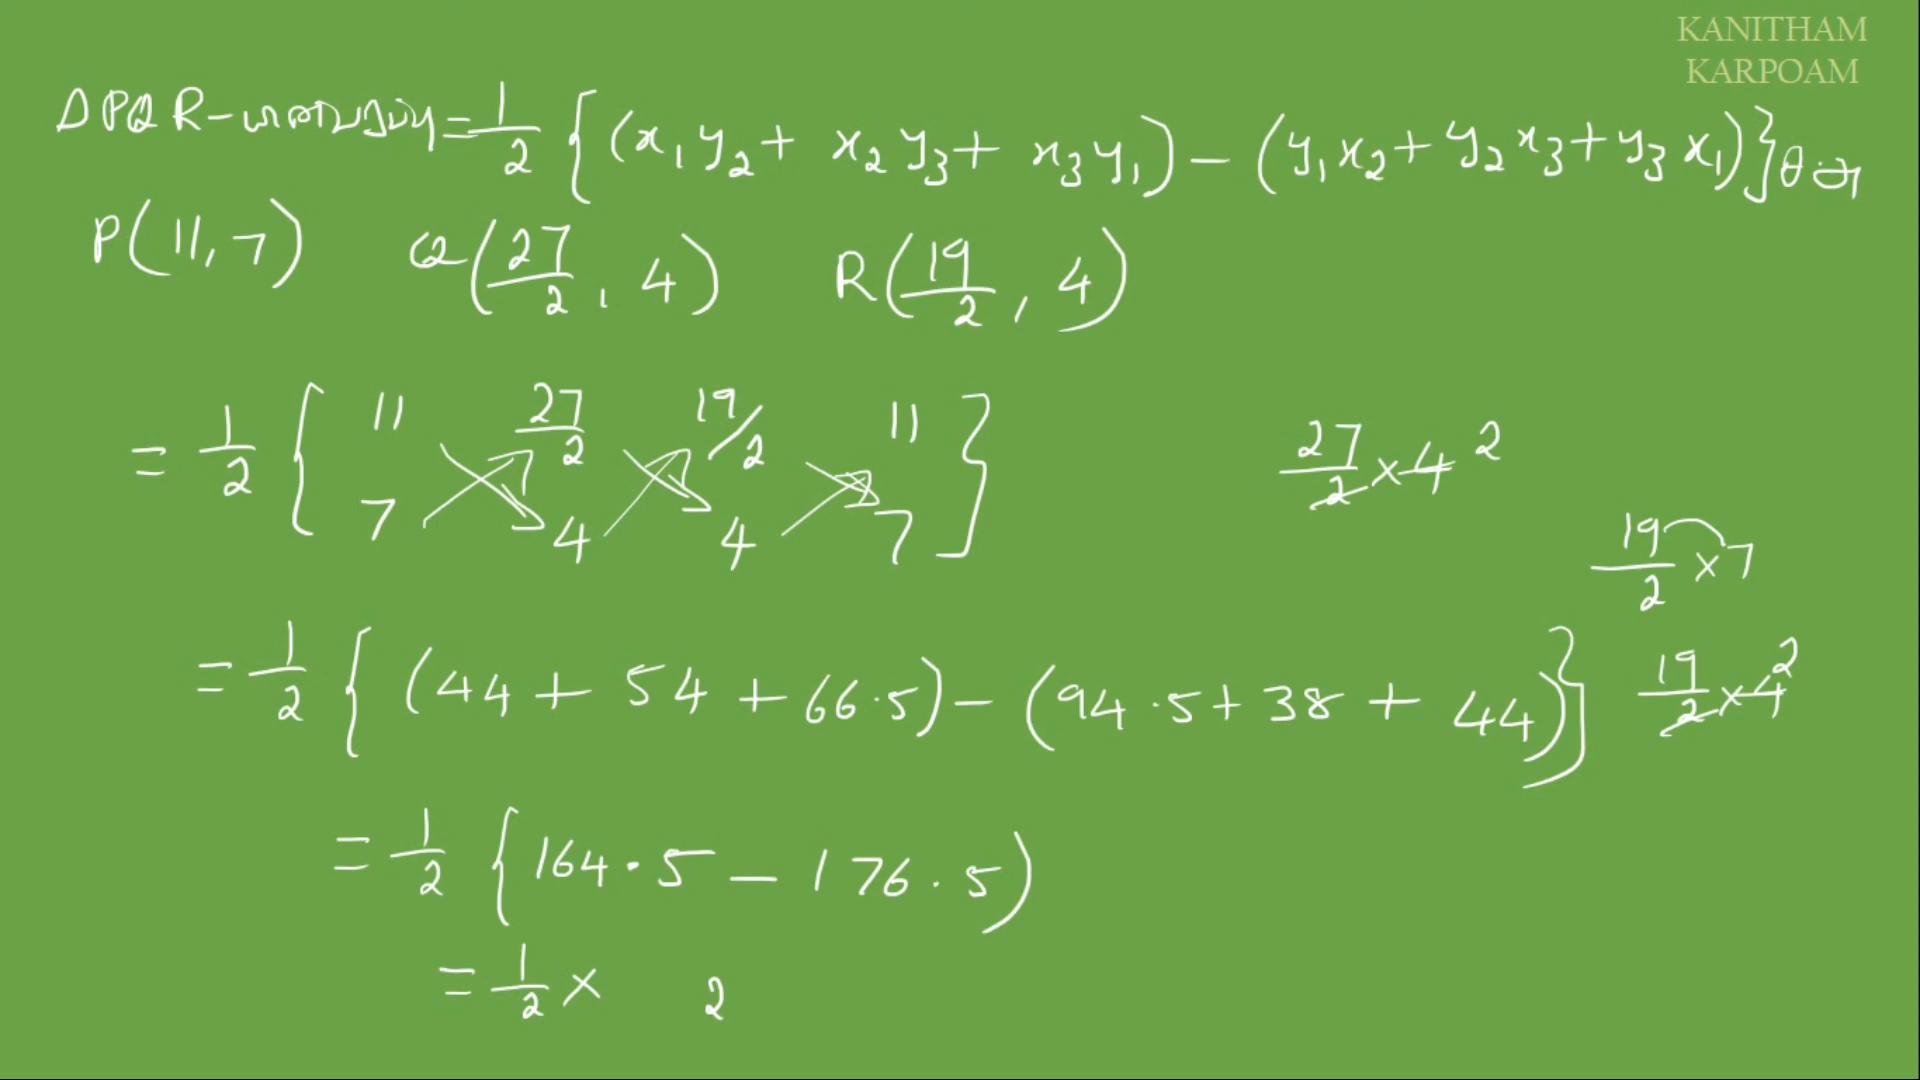 KANITHAM
KARPOAM
Δ PQR-ன் பரப்பு = 1/2 { (x₁y₂ + x₂y₃ + x₃y₁) - (y₁x₂ + y₂x₃ + y₃x₁) }
P(11, 7) Q(27/2, 4) R(19/2, 4)
= 1/2 { 11 27/2 19/2 11
7 4 4 7 }
27/2 × 4 2
19/2 × 7
= 1/2 { (44 + 54 + 66.5) - (94.5 + 38 + 44) }
19/2 × 4 2
= 1/2 { 164.5 - 176.5 )
= 1/2 × 2